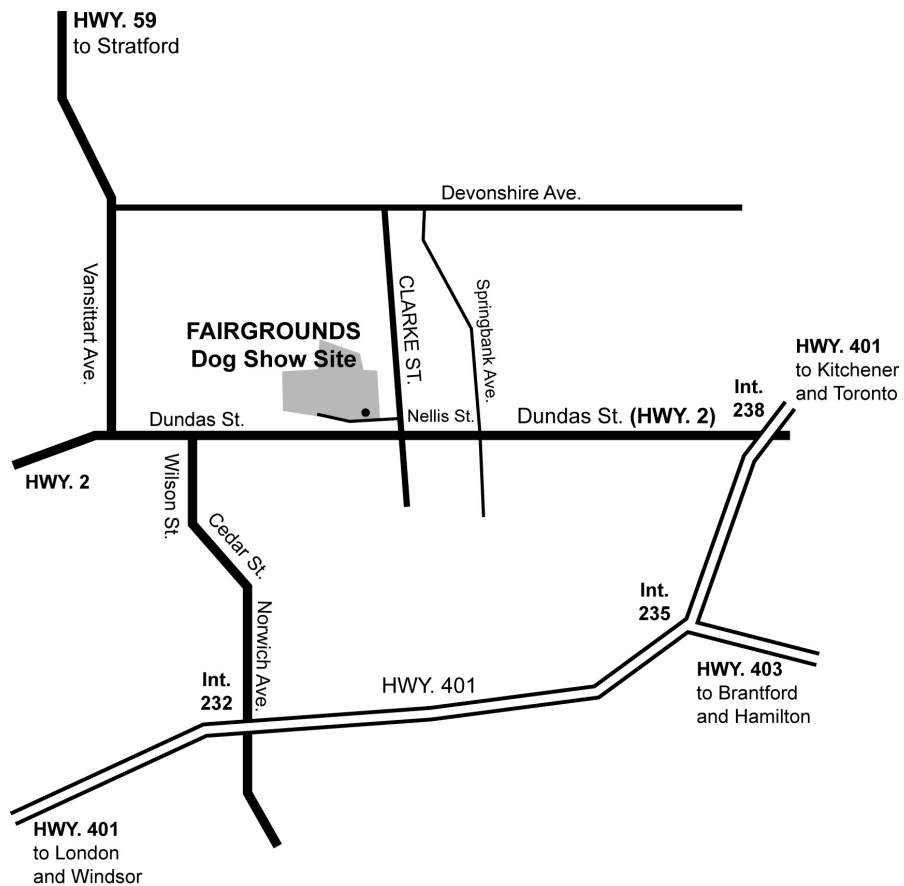 HWY. 59
to Stratford
Devonshire Ave.
Vansittart Ave.
CLARKE ST.
Springbank Ave.
FAIRGROUNDS
Dog Show Site
HWY. 401
to Kitchener
and Toronto
Int.
238
Dundas St.
Nellis St.
Dundas St. (HWY. 2)
HWY. 2
Wilson St.
Cedar St.
Norwich Ave.
Int.
235
Int.
232
HWY. 401
HWY. 403
to Brantford
and Hamilton
HWY. 401
to London
and Windsor